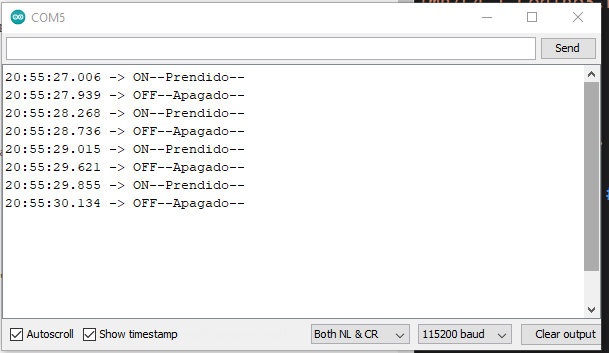 COM5
Send
20:55:27.006 -> ON--Prendido--
20:55:27.939 -> OFF--Apagado--
20:55:28.268 -> ON--Prendido--
20:55:28.736 -> OFF--Apagado--
20:55:29.015 -> ON--Prendido--
20:55:29.621 -> OFF--Apagado--
20:55:29.855 -> ON--Prendido--
20:55:30.134 -> OFF--Apagado--
Autoscroll Show timestamp Both NL & CR 115200 baud Clear output